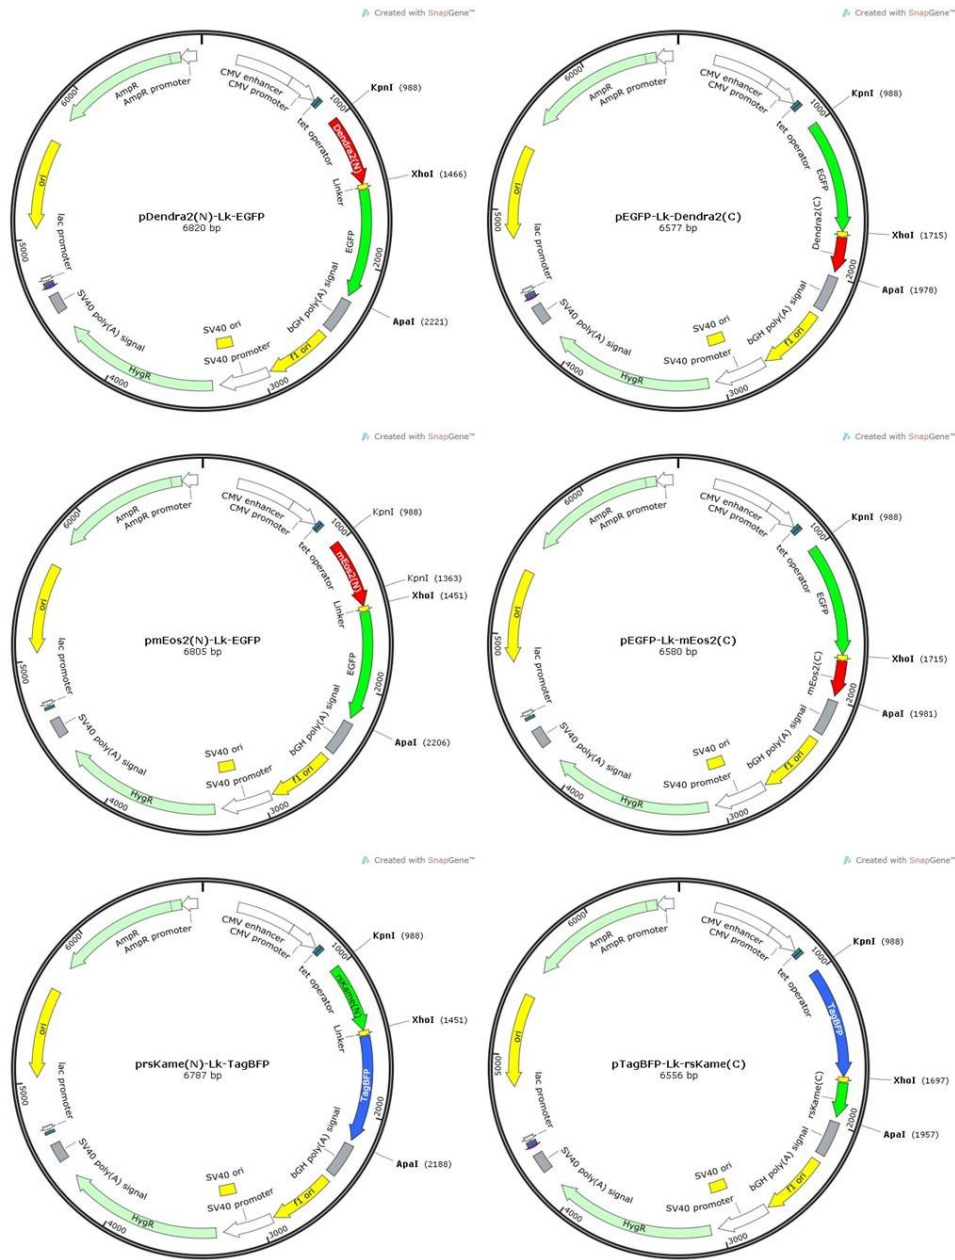 Created with SnapGene™
6000
AmpR
AmpR promoter
CMV enhancer
CMV promoter
tet operator
1000
KpnI (988)
Dendra2(N)
XhoI (1466)
Linker
EGFP
2000
ApaI (2221)
bGH poly(A) signal
f1 ori
3000
SV40 ori
SV40 promoter
HygR
4000
SV40 poly(A) signal
lac promoter
5000
ori
pDendra2(N)-Lk-EGFP
6820 bp
Created with SnapGene™
6000
AmpR
AmpR promoter
CMV enhancer
CMV promoter
tet operator
1000
KpnI (988)
EGFP
XhoI (1715)
Dendra2(C)
2000
ApaI (1978)
bGH poly(A) signal
f1 ori
3000
SV40 ori
SV40 promoter
HygR
4000
SV40 poly(A) signal
lac promoter
5000
ori
pEGFP-Lk-Dendra2(C)
6577 bp
Created with SnapGene™
6000
AmpR
AmpR promoter
CMV enhancer
CMV promoter
tet operator
1000
KpnI (988)
mEos2(N)
KpnI (1363)
XhoI (1451)
Linker
EGFP
2000
ApaI (2206)
bGH poly(A) signal
f1 ori
3000
SV40 ori
SV40 promoter
HygR
4000
SV40 poly(A) signal
lac promoter
5000
ori
pmEos2(N)-Lk-EGFP
6805 bp
Created with SnapGene™
6000
AmpR
AmpR promoter
CMV enhancer
CMV promoter
tet operator
1000
KpnI (988)
EGFP
XhoI (1715)
mEos2(C)
2000
ApaI (1981)
bGH poly(A) signal
f1 ori
3000
SV40 ori
SV40 promoter
HygR
4000
SV40 poly(A) signal
lac promoter
5000
ori
pEGFP-Lk-mEos2(C)
6580 bp
Created with SnapGene™
6000
AmpR
AmpR promoter
CMV enhancer
CMV promoter
tet operator
1000
KpnI (988)
rsKame(N)
XhoI (1451)
Linker
TagBFP
2000
ApaI (2188)
bGH poly(A) signal
f1 ori
3000
SV40 ori
SV40 promoter
HygR
4000
SV40 poly(A) signal
lac promoter
5000
ori
prsKame(N)-Lk-TagBFP
6787 bp
Created with SnapGene™
6000
AmpR
AmpR promoter
CMV enhancer
CMV promoter
tet operator
1000
KpnI (988)
TagBFP
XhoI (1697)
rsKame(C)
2000
ApaI (1957)
bGH poly(A) signal
f1 ori
3000
SV40 ori
SV40 promoter
HygR
4000
SV40 poly(A) signal
lac promoter
5000
ori
pTagBFP-Lk-rsKame(C)
6556 bp